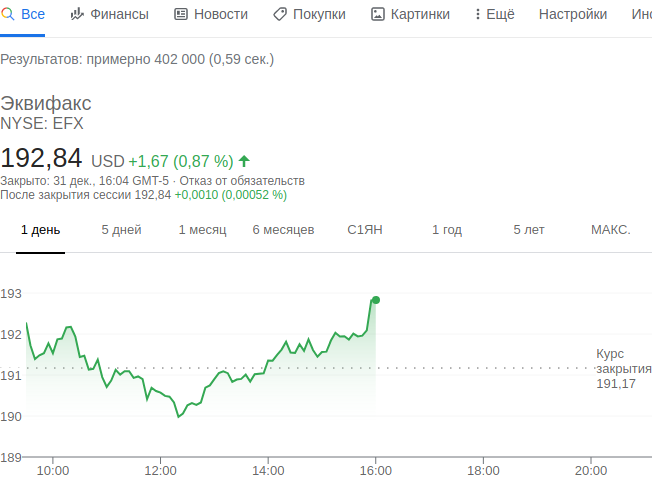 Все Финансы Новости Покупки Картинки Ещё Настройки
Результатов: примерно 402 000 (0,59 сек.)
Эквифакс
NYSE: EFX
192,84 USD +1,67 (0,87 %)
Закрыто: 31 дек., 16:04 GMT-5 · Отказ от обязательств
После закрытия сессии 192,84 +0,0010 (0,00052 %)
1 день 5 дней 1 месяц 6 месяцев С1ЯН 1 год 5 лет МАКС.
193
192
Курс
закрытия
191,17
191
190
189
10:00 12:00 14:00 16:00 18:00 20:00